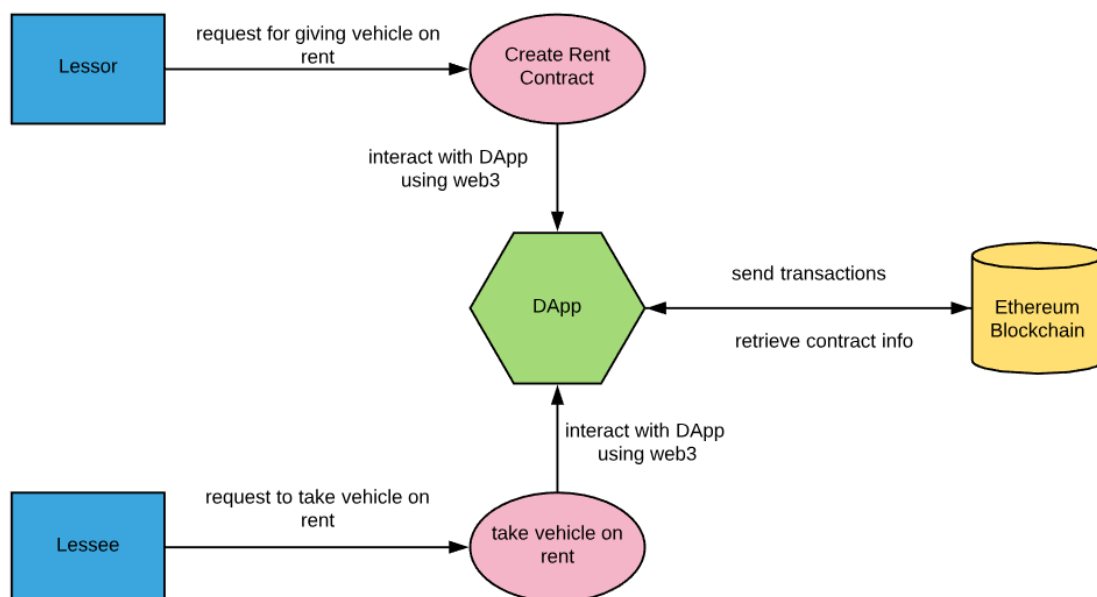 Lessor
request for giving vehicle on
rent
Create Rent
Contract
interact with DApp
using web3
DApp
send transactions
retrieve contract info
Ethereum
Blockchain
interact with DApp
using web3
Lessee
request to take vehicle on
rent
take vehicle on
rent